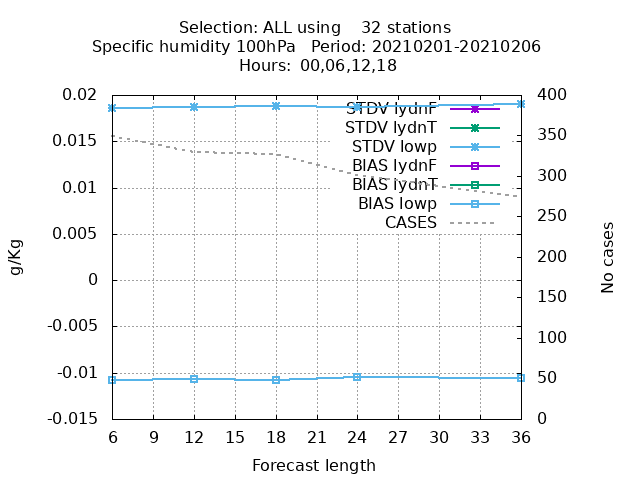 Selection: ALL using    32 stations
Specific humidity 100hPa   Period: 20210201-20210206
Hours:  00,06,12,18
0.02
0.015
0.01
0.005
0
-0.005
-0.01
-0.015
g/Kg
STDV lydnF
STDV lydnT
STDV lowp
BIAS lydnF
BIAS lydnT
BIAS lowp
CASES
400
350
300
250
200
150
100
50
0
No cases
6 9 12 15 18 21 24 27 30 33 36
Forecast length